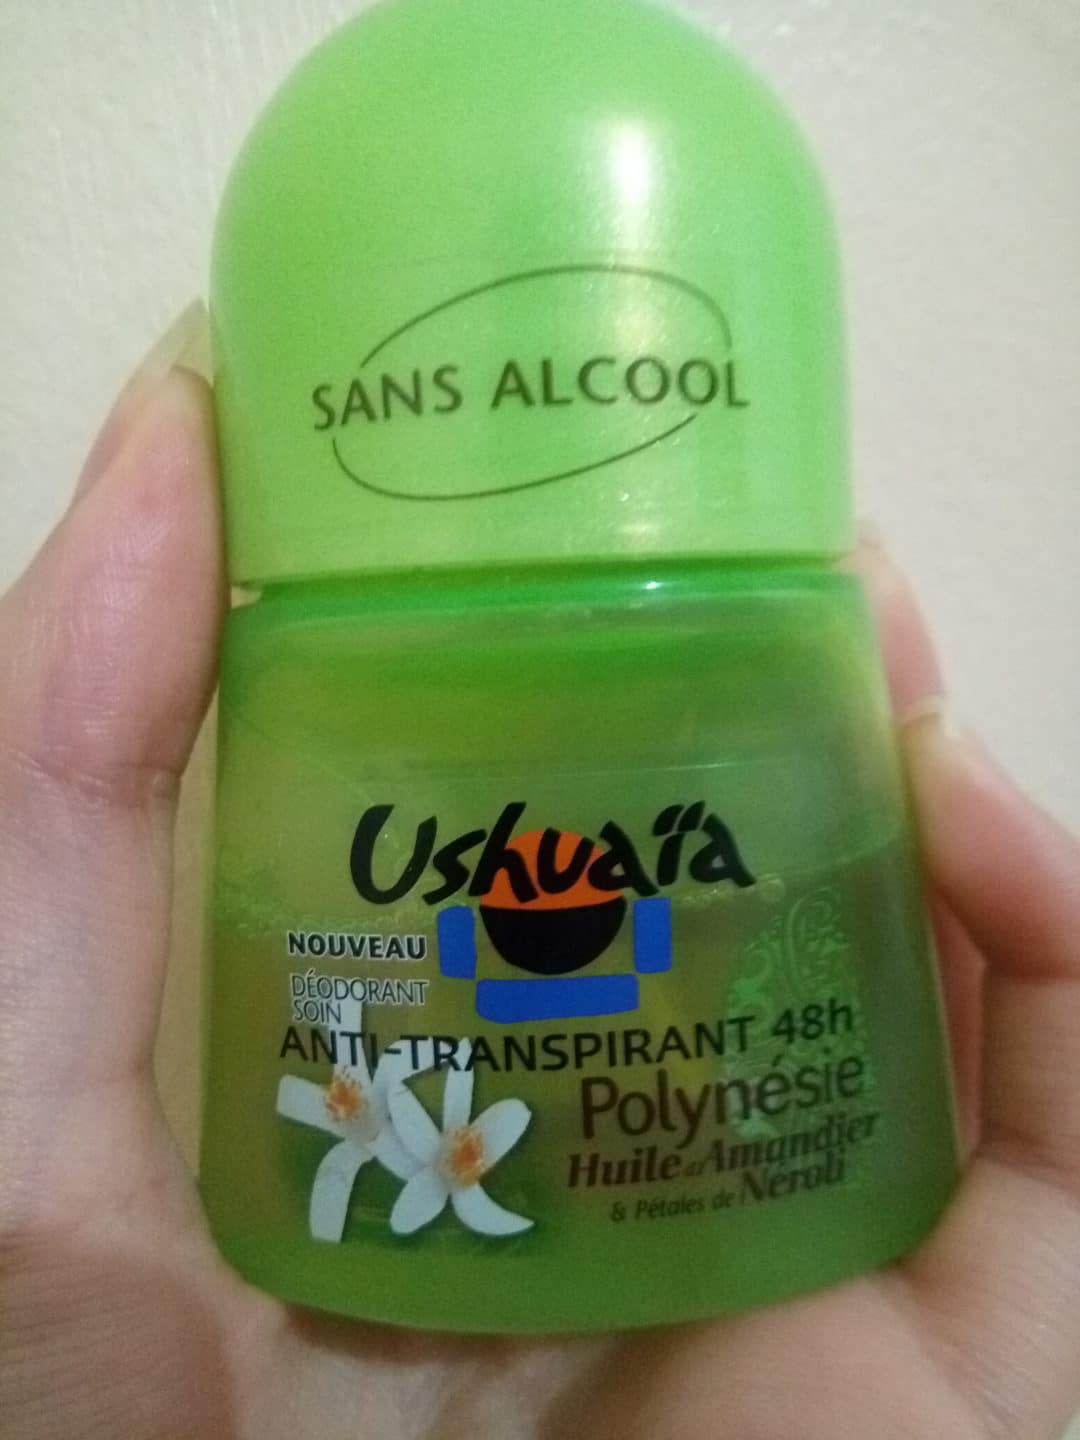 SANS ALCOOL
Ushuaïa
NOUVEAU
DÉODORANT
SOIN
ANTI-TRANSPIRANT 48h
Polynésie
Huile d'Amandier
& Pétales de Néroli